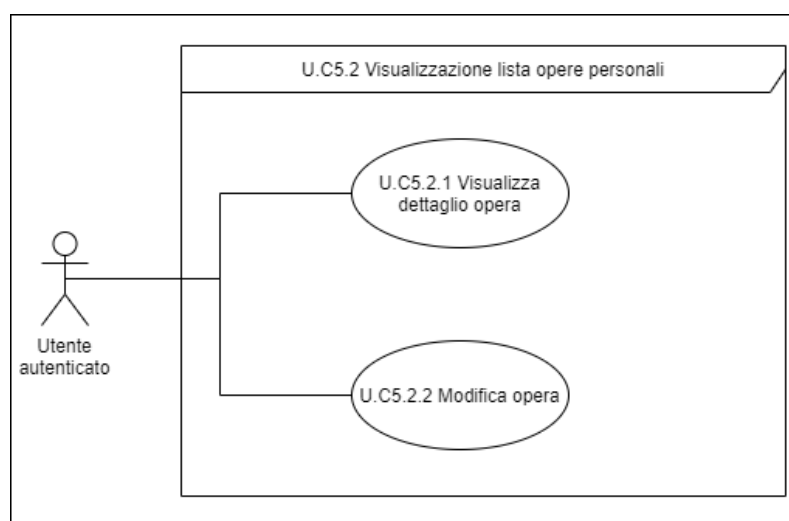 U.C5.2 Visualizzazione lista opere personali
U.C5.2.1 Visualizza
dettaglio opera
Utente
autenticato
U.C5.2.2 Modifica opera